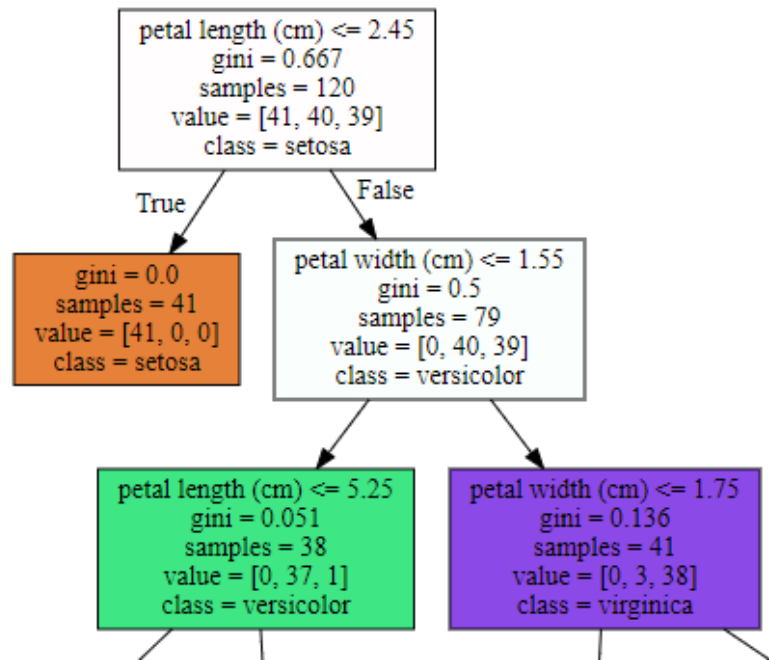 petal length (cm) <= 2.45
gini = 0.667
samples = 120
value = [41, 40, 39]
class = setosa
True
False
gini = 0.0
samples = 41
value = [41, 0, 0]
class = setosa
petal width (cm) <= 1.55
gini = 0.5
samples = 79
value = [0, 40, 39]
class = versicolor
petal length (cm) <= 5.25
gini = 0.051
samples = 38
value = [0, 37, 1]
class = versicolor
petal width (cm) <= 1.75
gini = 0.136
samples = 41
value = [0, 3, 38]
class = virginica